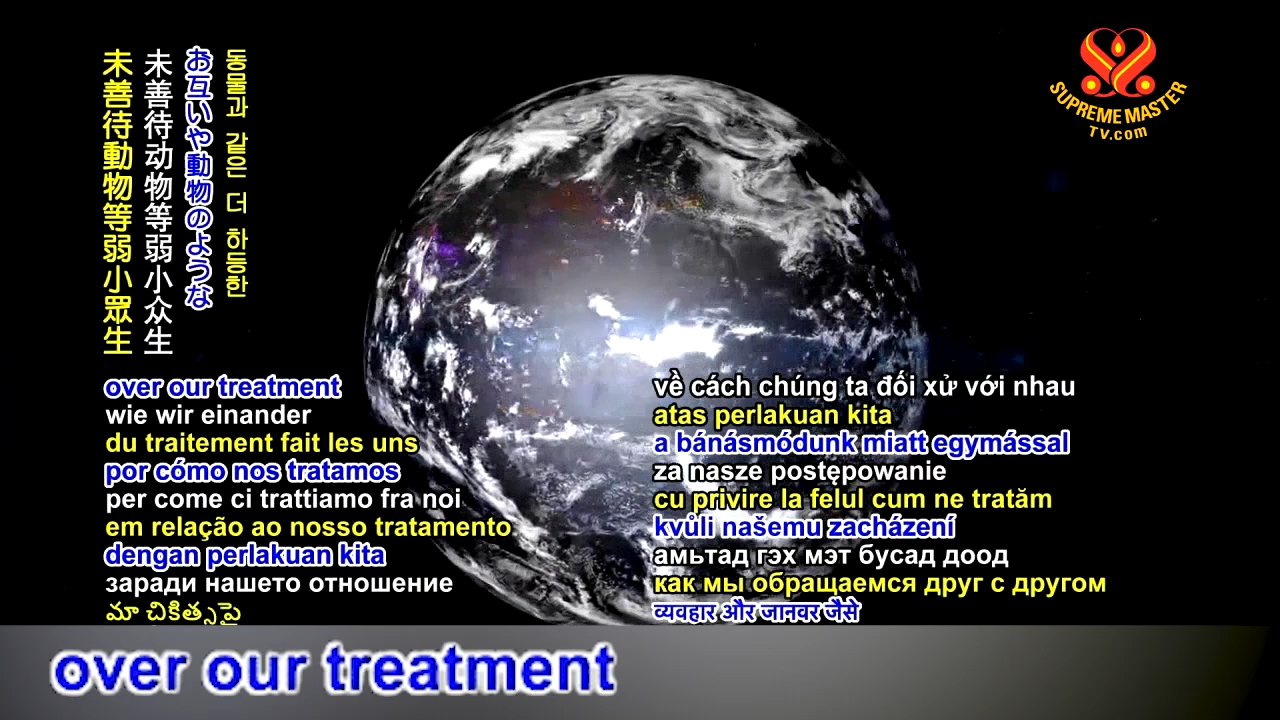 未善待動物等弱小眾生
未善待动物等弱小众生
お互いや動物のような
동물과 같은 더 하등한
SUPREME MASTER
TV.com
over our treatment
wie wir einander
du traitement fait les uns
por cómo nos tratamos
per come ci trattiamo fra noi
em relação ao nosso tratamento
dengan perlakuan kita
заради нашето отношение
మా చికిత్సపై
về cách chúng ta đối xử với nhau
atas perlakuan kita
a bánásmódunk miatt egymással
za nasze postępowanie
cu privire la felul cum ne tratăm
kvůli našemu zacházení
амьтад гэх мэт бусад доод
как мы обращаемся друг с другом
व्यवहार और जानवर जैसे
over our treatment